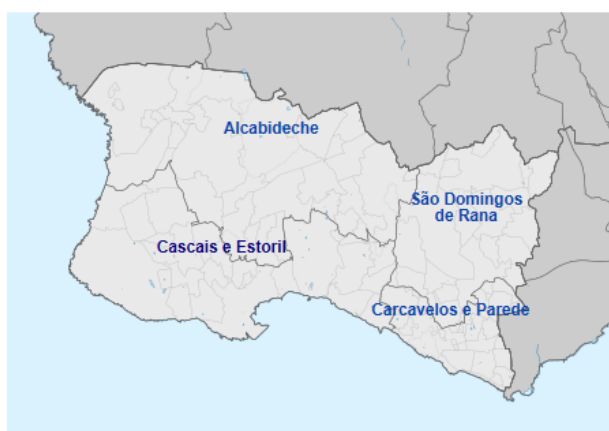 Alcabideche
São Domingos
de Rana
Cascais e Estoril
Carcavelos e Parede